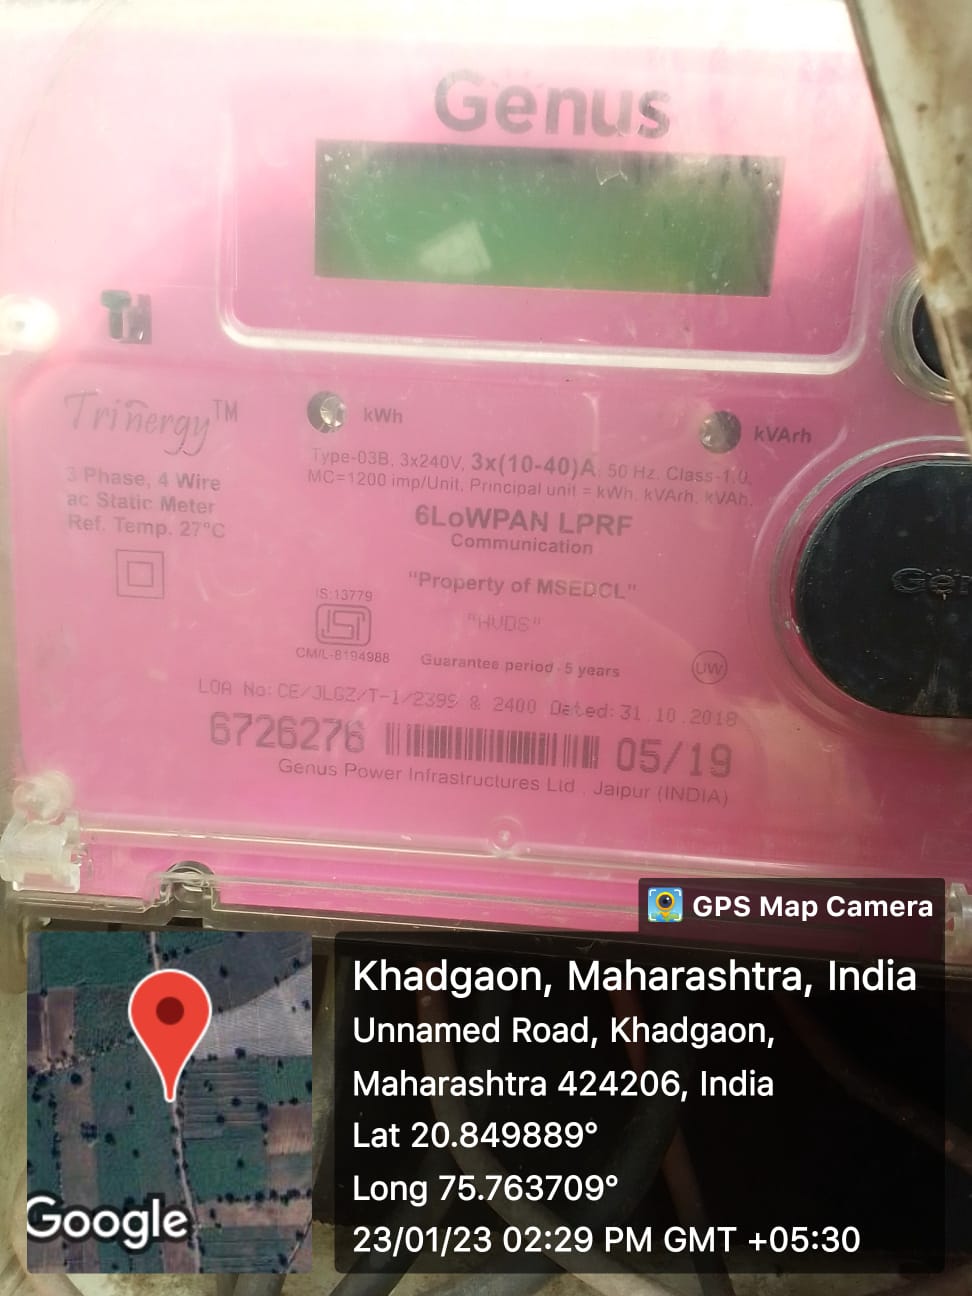 Genus
Trinergy™
3 Phase, 4 Wire
ac Static Meter
Ref. Temp. 27°C
kWh
kVArh
Type-03B, 3x240V, 3x(10-40)A, 50 Hz, Class-1.0,
MC=1200 imp/Unit, Principal unit = kWh, kVArh, kVAh.
6LoWPAN LPRF
Communication
"Property of MSEDCL"
"HVDS"
IS:13779
CM/L-8194988
Guarantee period - 5 years
UW
LOA No: CE/JLGZ/T-1/2399 & 2400 Dated: 31.10.2018
6726276 05/19
Genus Power Infrastructures Ltd., Jaipur (INDIA)
GPS Map Camera
Google
Khadgaon, Maharashtra, India
Unnamed Road, Khadgaon,
Maharashtra 424206, India
Lat 20.849889°
Long 75.763709°
23/01/23 02:29 PM GMT +05:30